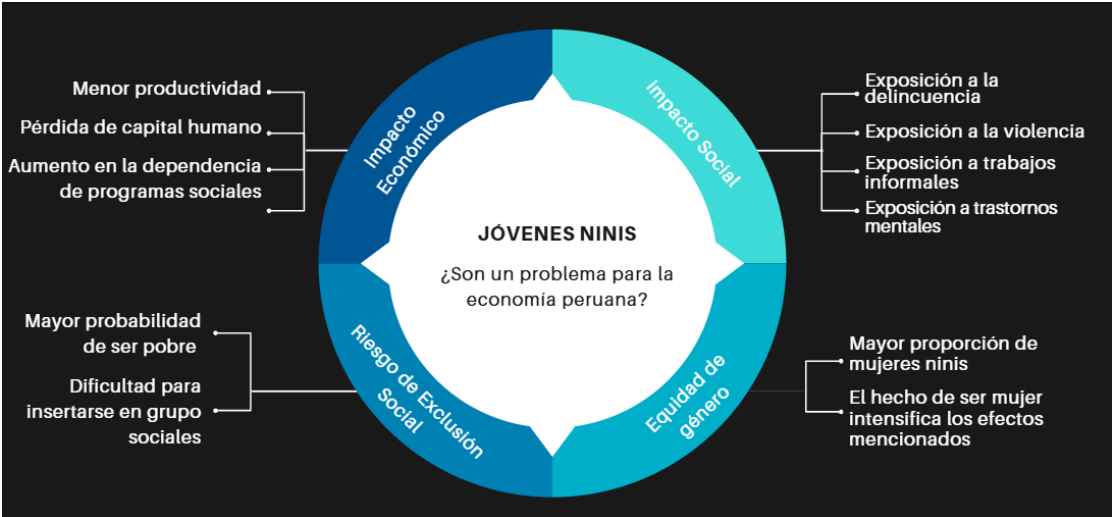 Menor productividad
Pérdida de capital humano
Aumento en la dependencia
de programas sociales
Impacto
Económico
Impacto Social
Exposición a la
delincuencia
Exposición a la violencia
Exposición a trabajos
informales
Exposición a trastornos
mentales
JÓVENES NINIS
¿Son un problema para la
economía peruana?
Mayor probabilidad
de ser pobre
Dificultad para
insertarse en grupo
sociales
Riesgo de Exclusión
Social
Equidad de
género
Mayor proporción de
mujeres ninis
El hecho de ser mujer
intensifica los efectos
mencionados